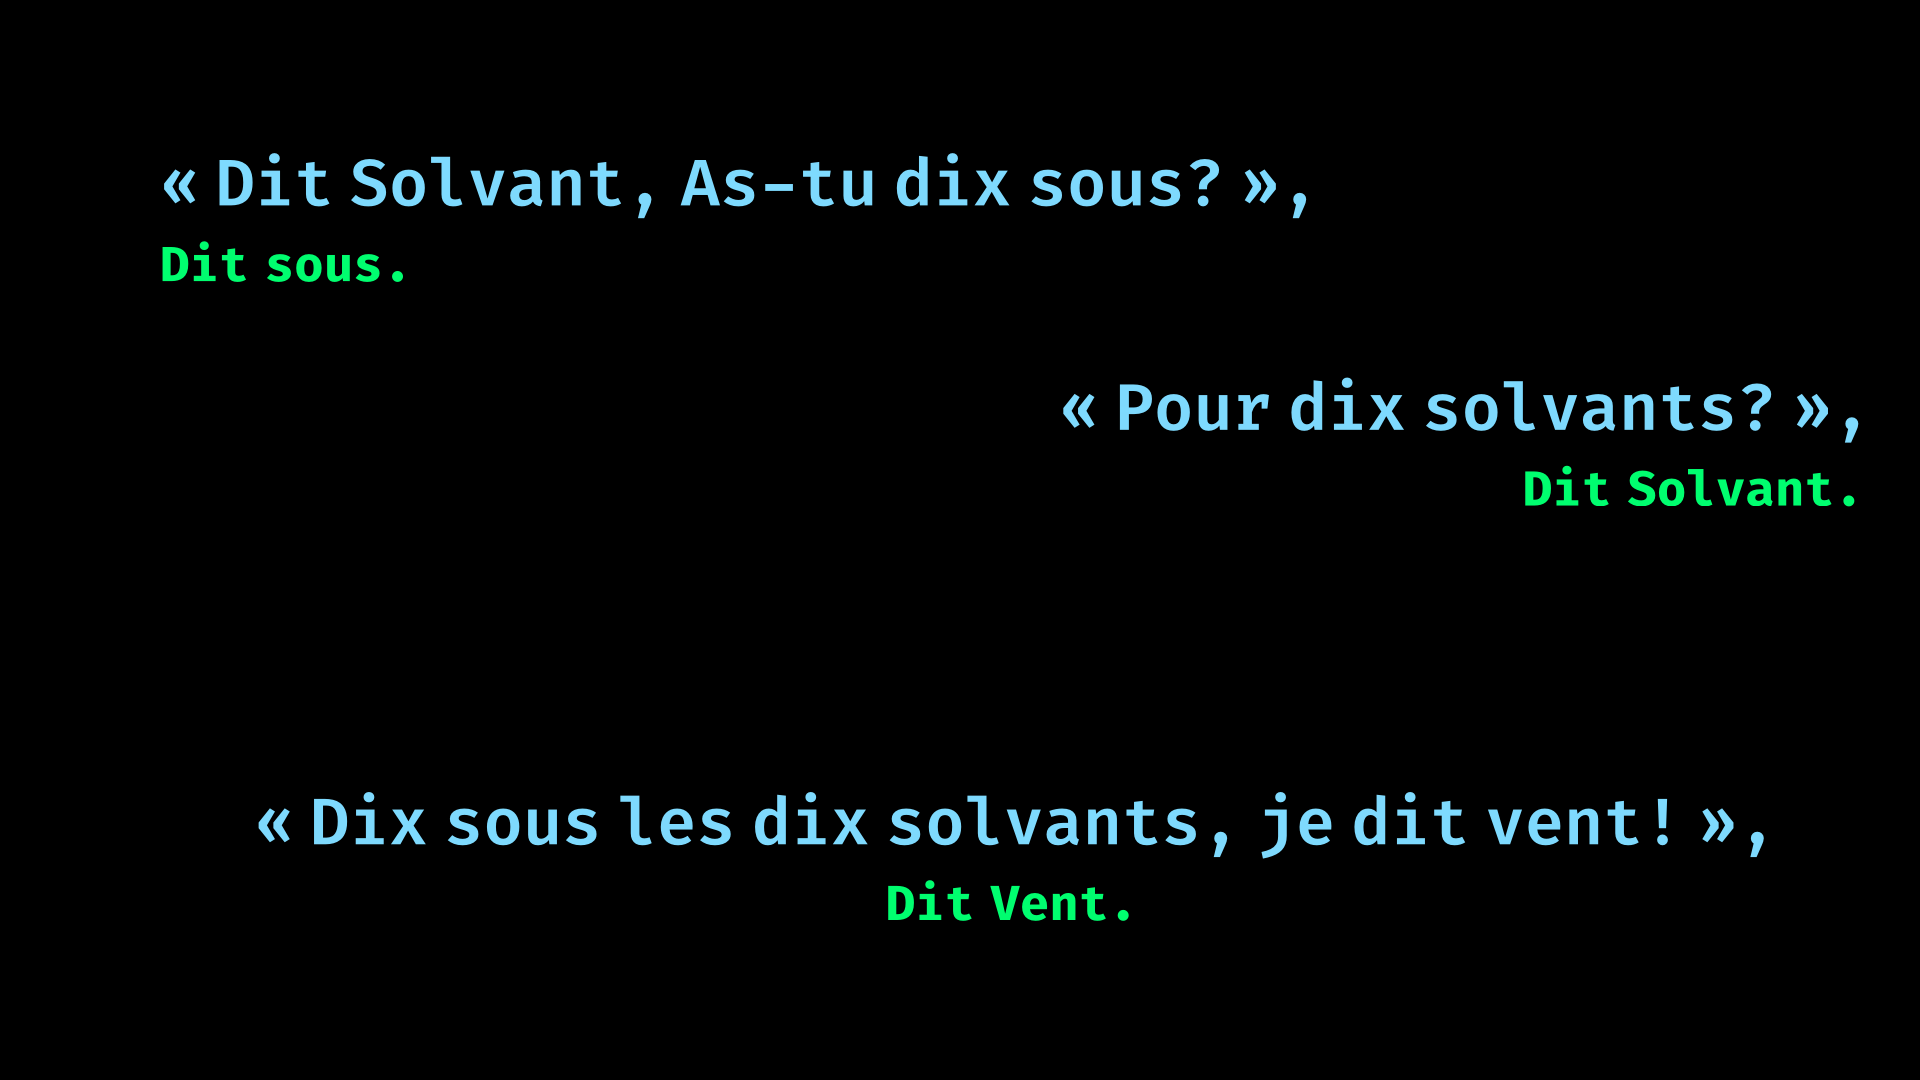 « Dit Solvant, As-tu dix sous? »,
Dit sous.
« Pour dix solvants? »,
Dit Solvant.
« Dix sous les dix solvants, je dit vent! »,
Dit Vent.